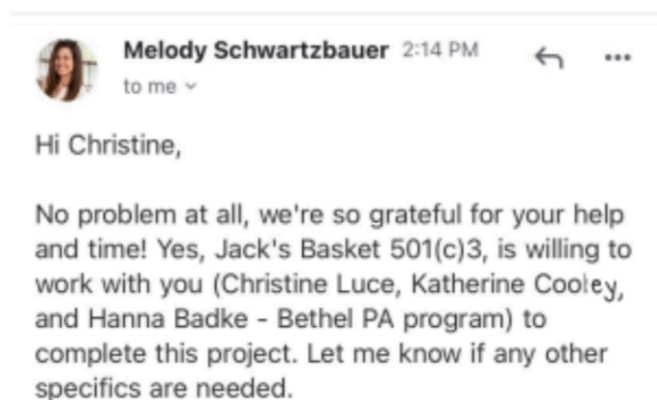 Melody Schwartzbauer 2:14 PM
to me
Hi Christine,
No problem at all, we're so grateful for your help
and time! Yes, Jack's Basket 501(c)3, is willing to
work with you (Christine Luce, Katherine Cooley,
and Hanna Badke - Bethel PA program) to
complete this project. Let me know if any other
specifics are needed.